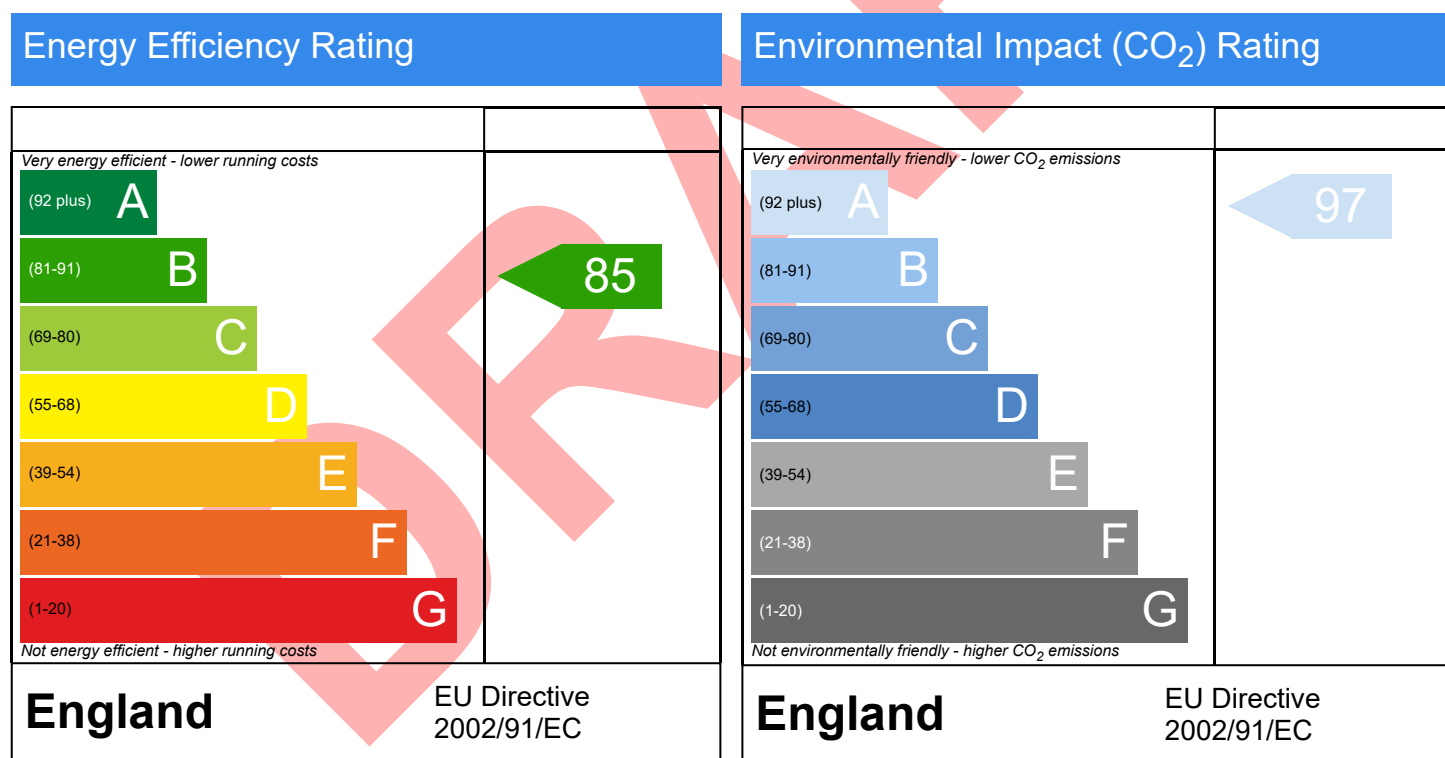 Energy Efficiency Rating
Very energy efficient - lower running costs
(92 plus) A
(81-91) B
(69-80) C
(55-68) D
(39-54) E
(21-38) F
(1-20) G
85
Not energy efficient - higher running costs
England
EU Directive
2002/91/EC
Environmental Impact (CO2) Rating
Very environmentally friendly - lower CO2 emissions
(92 plus) A
(81-91) B
(69-80) C
(55-68) D
(39-54) E
(21-38) F
(1-20) G
97
Not environmentally friendly - higher CO2 emissions
England
EU Directive
2002/91/EC